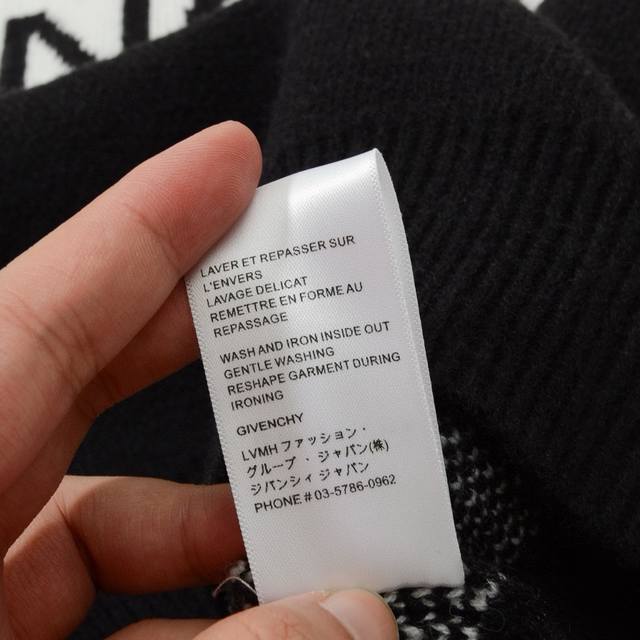 LAVER ET REPASSER SUR
L'ENVERS
LAVAGE DELICAT
REMETTRE EN FORME AU
REPASSAGE
WASH AND IRON INSIDE OUT
GENTLE WASHING
RESHAPE GARMENT DURING
IRONING
GIVENCHY
LVMH ファッション・
グループ・ジャパン(株)
ジバンシィ ジャパン
PHONE # 03-5786-0962